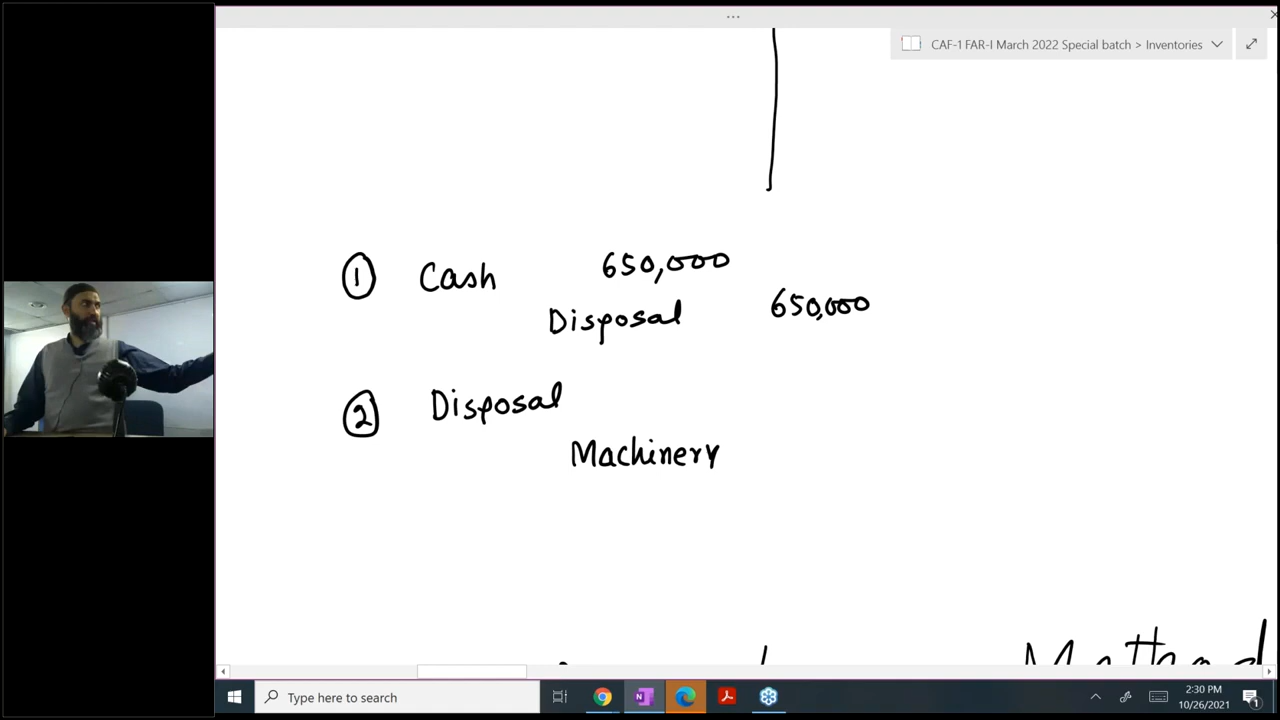 CAF-1 FAR-I March 2022 Special batch > Inventories
① Cash 650,000
Disposal 650,000
② Disposal
Machinery
Type here to search
2:30 PM
10/26/2021
1